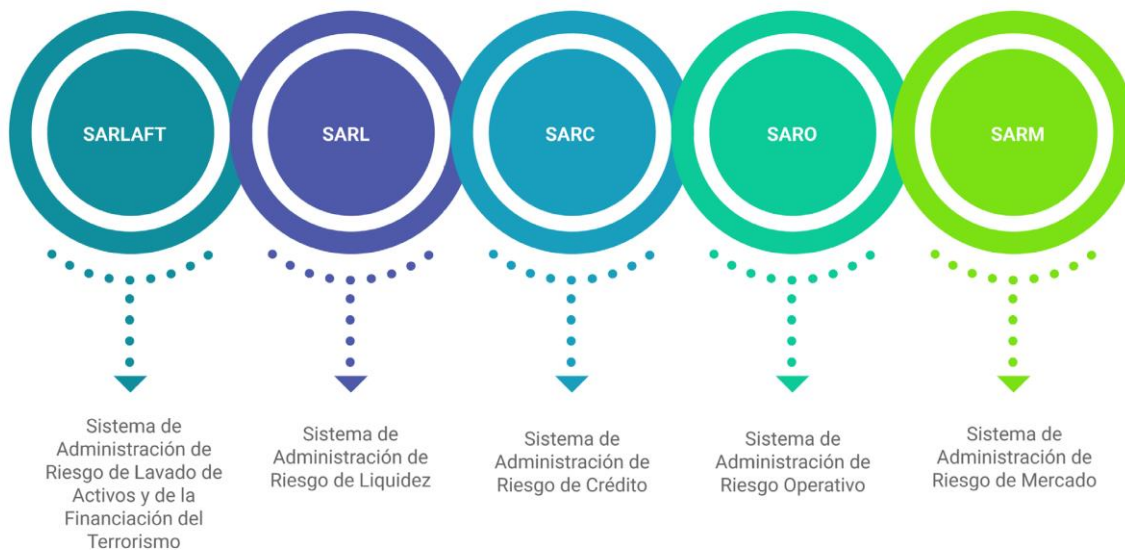 SARLAFT
SARL
SARC
SARO
SARM
Sistema de
Administración de
Riesgo de Lavado de
Activos y de la
Financiación del
Terrorismo
Sistema de
Administración de
Riesgo de Liquidez
Sistema de
Administración de
Riesgo de Crédito
Sistema de
Administración de
Riesgo Operativo
Sistema de
Administración de
Riesgo de Mercado